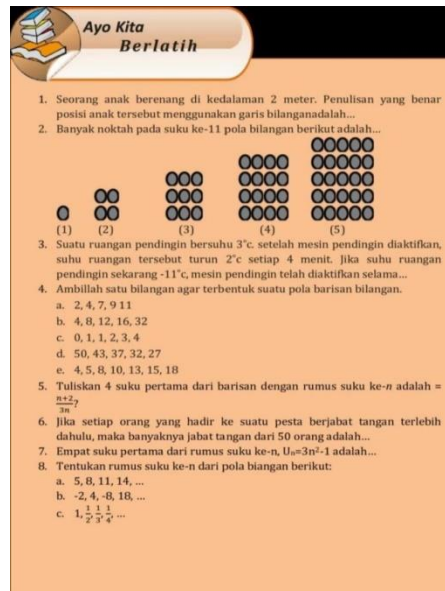 Ayo Kita
Berlatih
1. Seorang anak berenang di kedalaman 2 meter. Penulisan yang benar
posisi anak tersebut menggunakan garis bilanganadalah...
2. Banyak noktah pada suku ke-11 pola bilangan berikut adalah...
(1) (2) (3) (4) (5)
3. Suatu ruangan pendingin bersuhu 3°c. setelah mesin pendingin diaktifkan,
suhu ruangan tersebut turun 2°c setiap 4 menit. Jika suhu ruangan
pendingin sekarang -11°c, mesin pendingin telah diaktifkan selama...
4. Ambillah satu bilangan agar terbentuk suatu pola barisan bilangan.
a. 2, 4, 7, 9 11
b. 4, 8, 12, 16, 32
c. 0, 1, 1, 2, 3, 4
d. 50, 43, 37, 32, 27
e. 4, 5, 8, 10, 13, 15, 18
5. Tuliskan 4 suku pertama dari barisan dengan rumus suku ke-n adalah =
n+2/3n?
6. Jika setiap orang yang hadir ke suatu pesta berjabat tangan terlebih
dahulu, maka banyaknya jabat tangan dari 50 orang adalah...
7. Empat suku pertama dari rumus suku ke-n, Uₙ=3n²-1 adalah...
8. Tentukan rumus suku ke-n dari pola biangan berikut:
a. 5, 8, 11, 14, ...
b. -2, 4, -8, 18, ...
c. 1, 1/2, 1/3, 1/4, ...